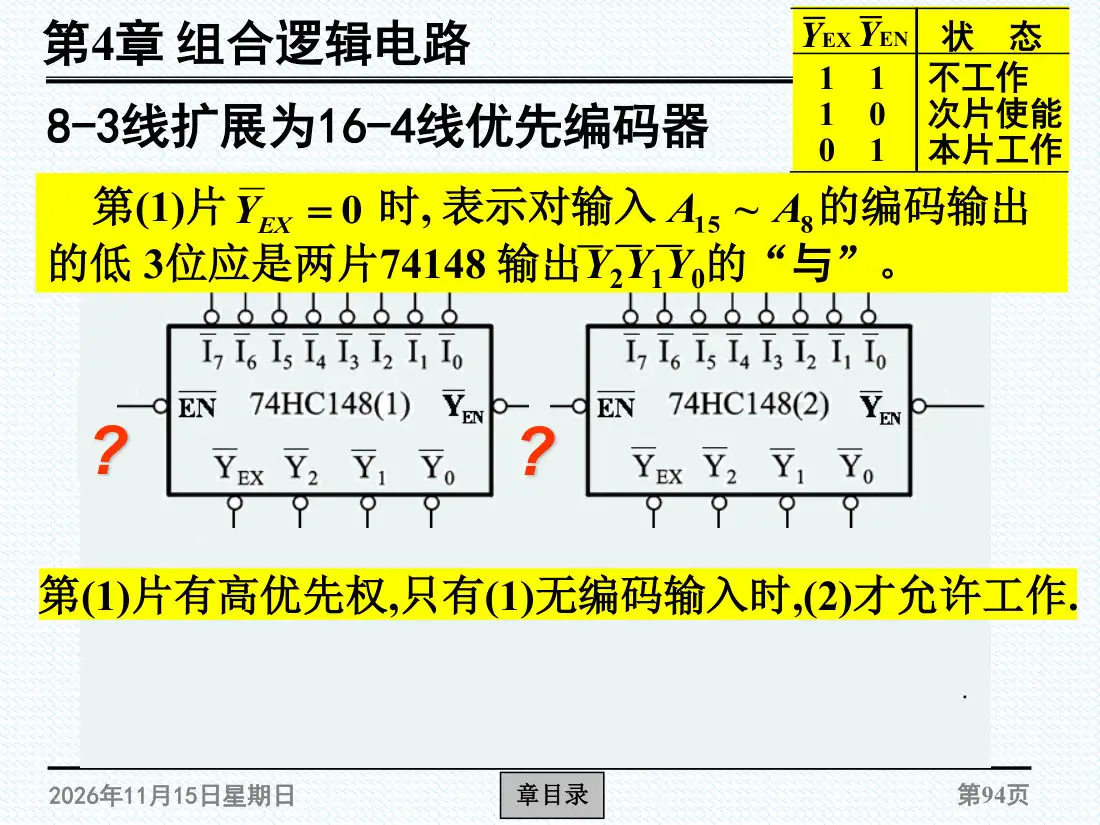 第4章 组合逻辑电路
Y̅EX Y̅EN 状 态
1 1 不工作
1 0 次片使能
0 1 本片工作
8-3线扩展为16-4线优先编码器
第(1)片 Y̅EX = 0 时, 表示对输入 A15 ~ A8 的编码输出
的低 3位应是两片74148 输出Y̅2Y̅1Y̅0的“与”。
I̅7 I̅6 I̅5 I̅4 I̅3 I̅2 I̅1 I̅0
E̅N̅ 74HC148(1) Y̅EN
Y̅EX Y̅2 Y̅1 Y̅0
?
I̅7 I̅6 I̅5 I̅4 I̅3 I̅2 I̅1 I̅0
E̅N̅ 74HC148(2) Y̅EN
Y̅EX Y̅2 Y̅1 Y̅0
?
第(1)片有高优先权,只有(1)无编码输入时,(2)才允许工作.
.
2026年11月15日星期日
章目录
第94页